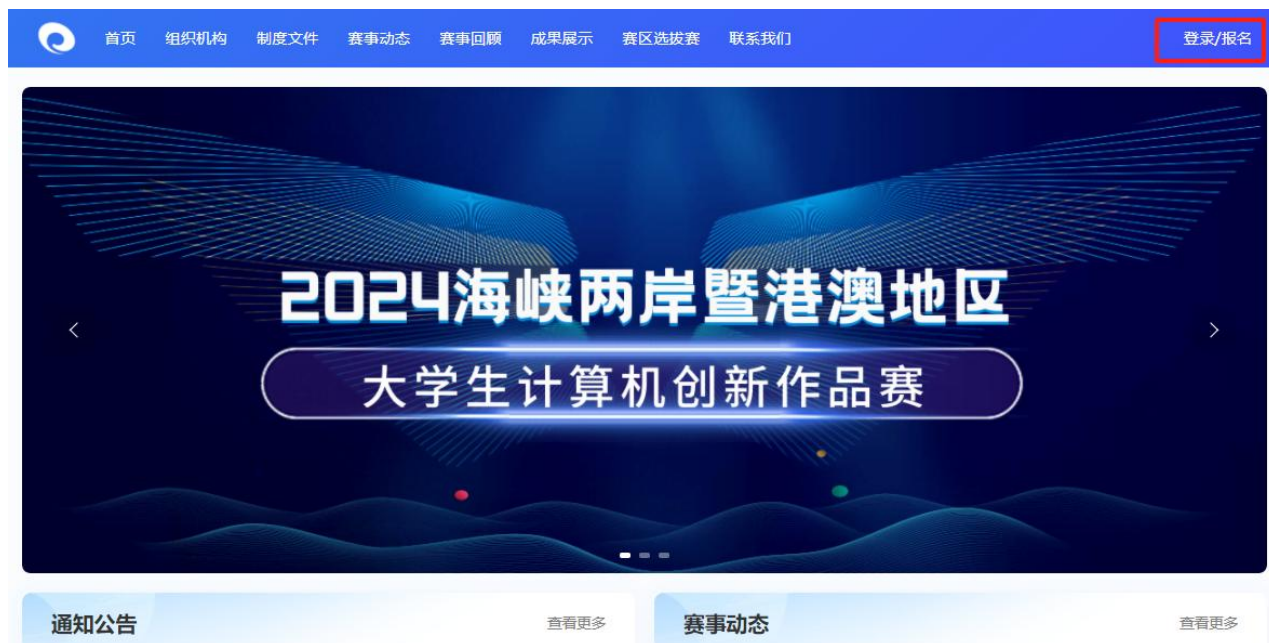 首页 组织机构 制度文件 赛事动态 赛事回顾 成果展示 赛区选拔赛 联系我们 登录/报名
2024海峡两岸暨港澳地区
大学生计算机创新作品赛
通知公告 查看更多 赛事动态 查看更多